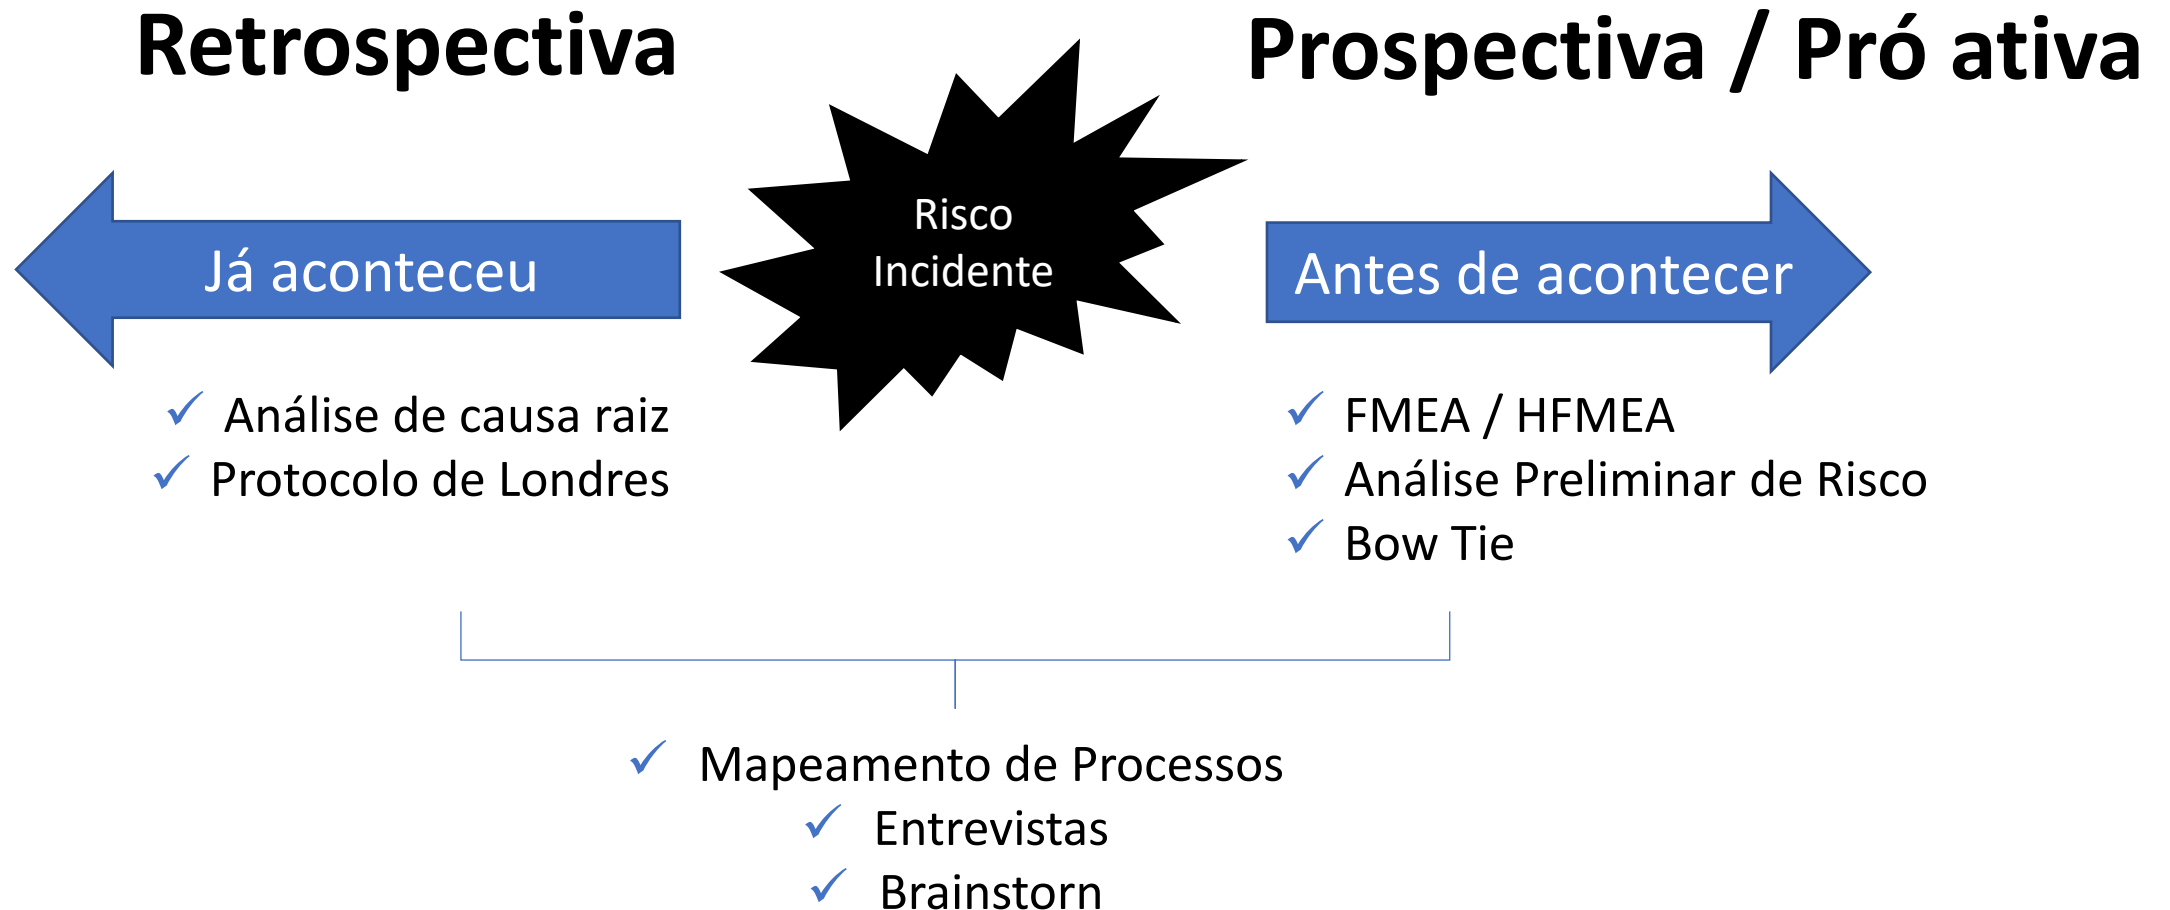 Retrospectiva
Prospectiva / Pró ativa
Risco
Incidente
Já aconteceu
Antes de acontecer
Análise de causa raiz
Protocolo de Londres
FMEA / HFMEA
Análise Preliminar de Risco
Bow Tie
Mapeamento de Processos
Entrevistas
Brainstorn